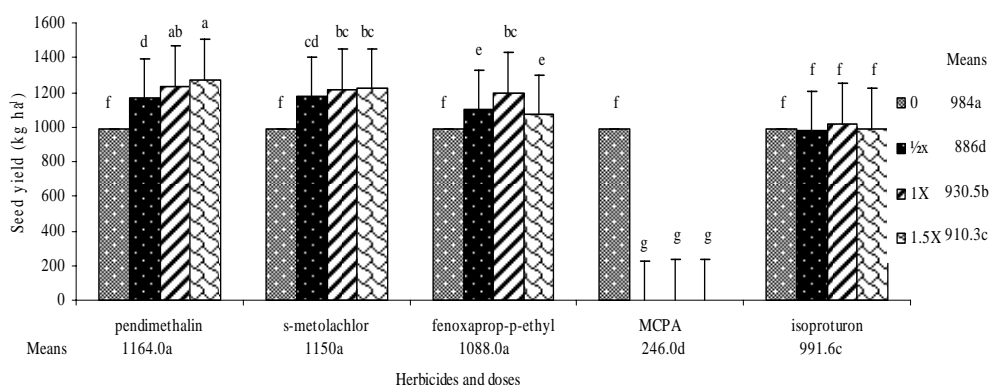 1600
1400
1200
1000
800
600
400
200
0
Seed yield (kg ha¹)
f d ab a
f cd bc bc
f e bc e
f g g g
f f f f
Means
0 984a
½x 886d
1X 930.5b
1.5X 910.3c
pendimethalin s-metolachlor fenoxaprop-p-ethyl MCPA isoproturon
Means 1164.0a 1150a 1088.0a 246.0d 991.6c
Herbicides and doses